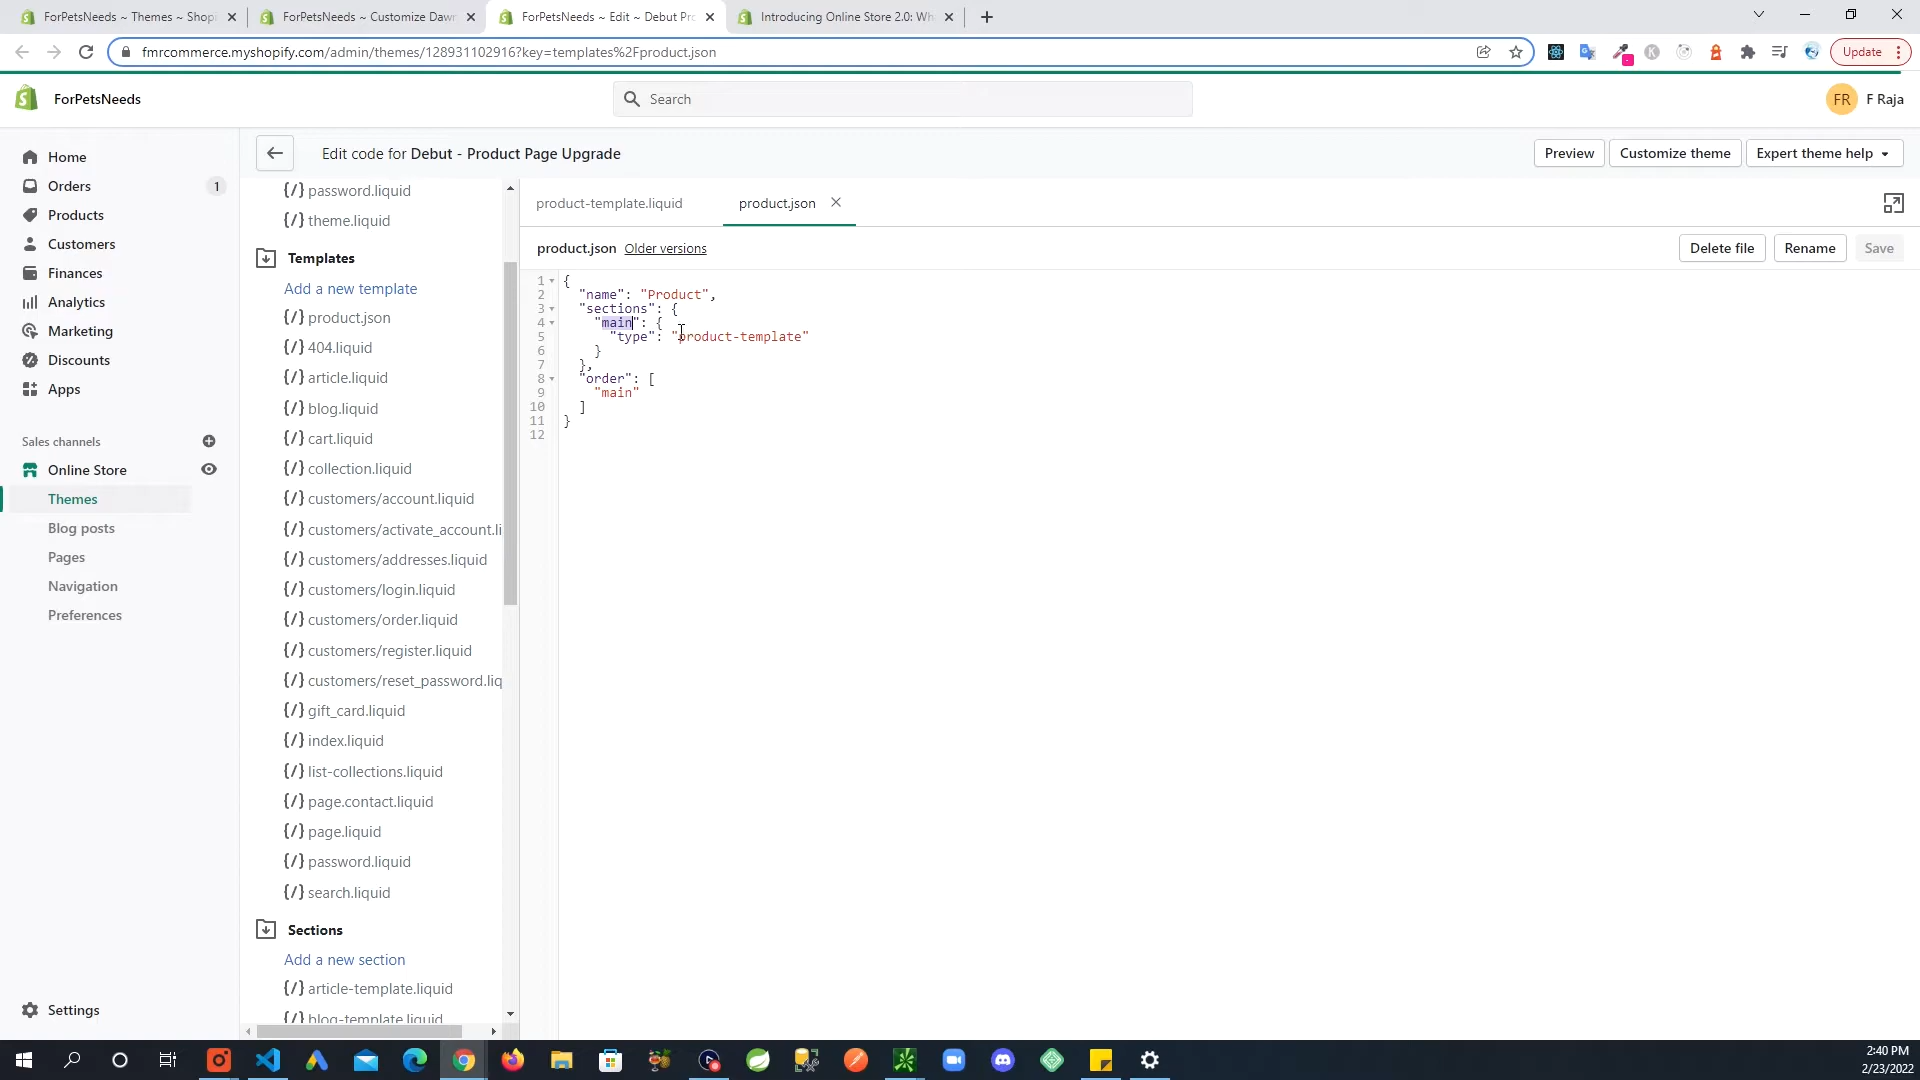 ForPetsNeeds ~ Themes ~ Shopi
ForPetsNeeds ~ Customize Dawn
ForPetsNeeds ~ Edit ~ Debut Pro
Introducing Online Store 2.0: Wh
fmrcommerce.myshopify.com/admin/themes/128931102916?key=templates%2Fproduct.json
Update
ForPetsNeeds
Search
FR F Raja
Home
Orders 1
Products
Customers
Finances
Analytics
Marketing
Discounts
Apps
Sales channels
Online Store
Themes
Blog posts
Pages
Navigation
Preferences
Settings
Edit code for Debut - Product Page Upgrade
Preview
Customize theme
Expert theme help
{/} password.liquid
{/} theme.liquid
Templates
Add a new template
{/} product.json
{/} 404.liquid
{/} article.liquid
{/} blog.liquid
{/} cart.liquid
{/} collection.liquid
{/} customers/account.liquid
{/} customers/activate_account.li
{/} customers/addresses.liquid
{/} customers/login.liquid
{/} customers/order.liquid
{/} customers/register.liquid
{/} customers/reset_password.liq
{/} gift_card.liquid
{/} index.liquid
{/} list-collections.liquid
{/} page.contact.liquid
{/} page.liquid
{/} password.liquid
{/} search.liquid
Sections
Add a new section
{/} article-template.liquid
{/} blog-template.liquid
product-template.liquid
product.json
product.json Older versions
Delete file
Rename
Save
1 {
2 "name": "Product",
3 "sections": {
4 "main": {
5 "type": "product-template"
6 }
7 },
8 "order": [
9 "main"
10 ]
11 }
12
2:40 PM
2/23/2022